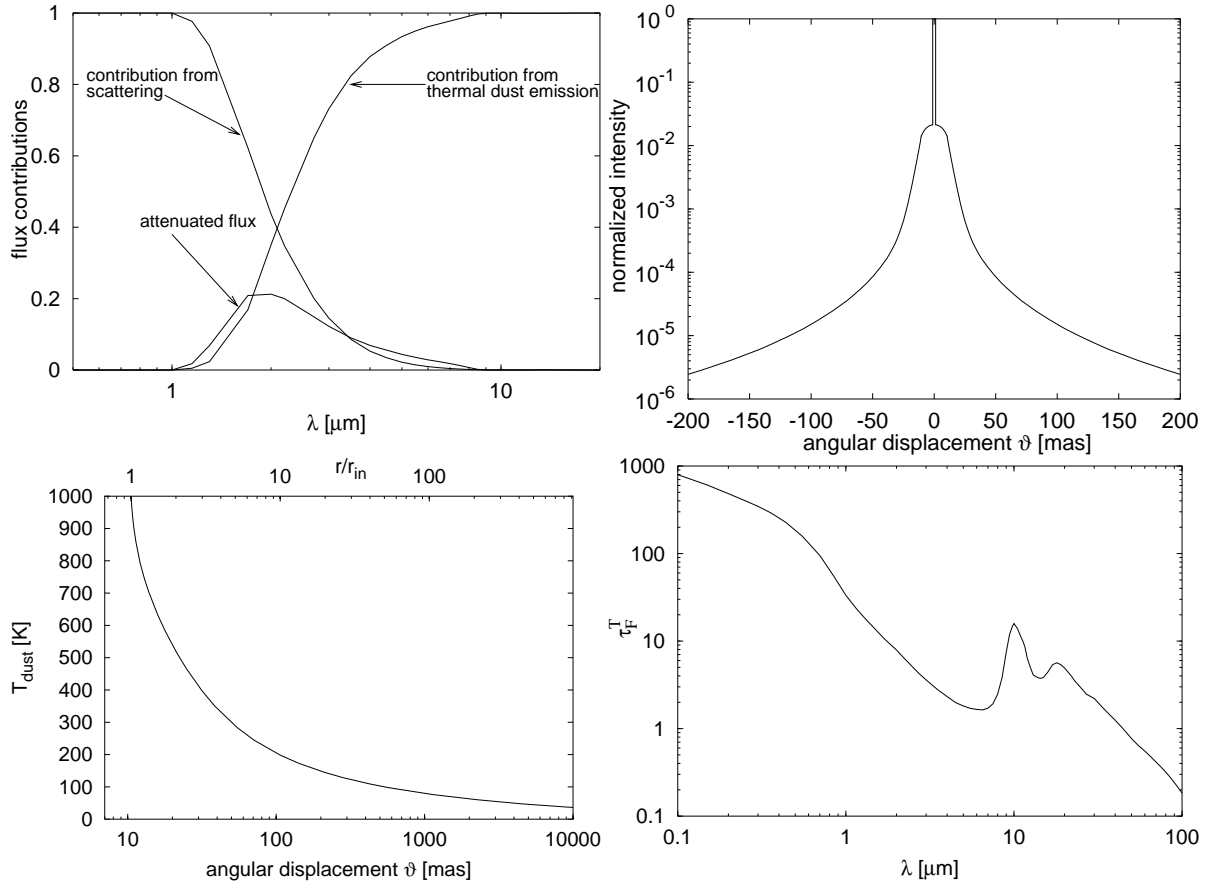 1
0.8
0.6
0.4
0.2
0
flux contributions
contribution from
scattering
contribution from
thermal dust emission
attenuated flux
1
10
λ [μm]
10^0
10^-1
10^-2
10^-3
10^-4
10^-5
10^-6
normalized intensity
-200 -150 -100 -50 0 50 100 150 200
angular displacement ϑ [mas]
1 10 r/r_in 100
1000
900
800
700
600
500
400
300
200
100
0
T_dust [K]
10 100 1000 10000
angular displacement ϑ [mas]
1000
100
10
1
0.1
τ_F^T
0.1 1 10 100
λ [μm]